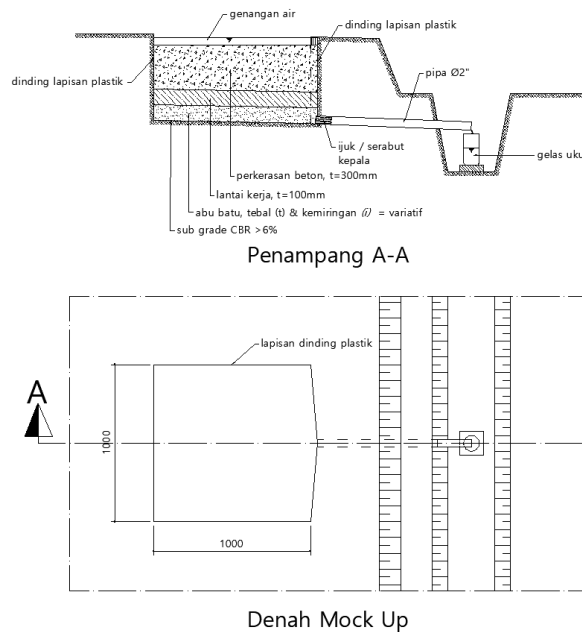 genangan air
dinding lapisan plastik
dinding lapisan plastik
pipa Ø2"
ijuk / serabut
kepala
gelas uku
perkerasan beton, t=300mm
lantai kerja, t=100mm
abu batu, tebal (t) & kemiringan (i) = variatif
sub grade CBR >6%
Penampang A-A
lapisan dinding plastik
A
1000
1000
Denah Mock Up